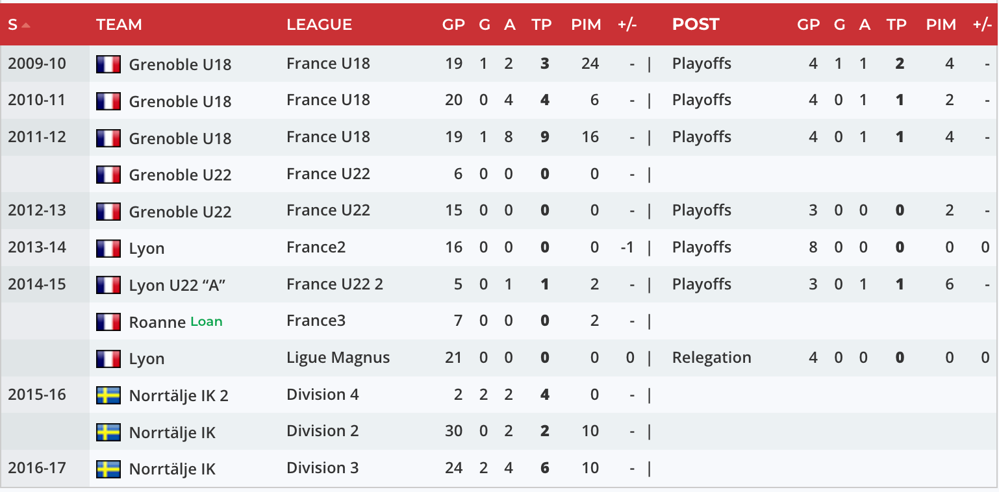 S TEAM LEAGUE GP G A TP PIM +/- POST GP G A TP PIM +/-
2009-10 Grenoble U18 France U18 19 1 2 3 24 - | Playoffs 4 1 1 2 4 -
2010-11 Grenoble U18 France U18 20 0 4 4 6 - | Playoffs 4 0 1 1 2 -
2011-12 Grenoble U18 France U18 19 1 8 9 16 - | Playoffs 4 0 1 1 4 -
Grenoble U22 France U22 6 0 0 0 0 - |
2012-13 Grenoble U22 France U22 15 0 0 0 0 - | Playoffs 3 0 0 0 2 -
2013-14 Lyon France2 16 0 0 0 0 -1 | Playoffs 8 0 0 0 0 0
2014-15 Lyon U22 “A” France U22 2 5 0 1 1 2 - | Playoffs 3 0 1 1 6 -
Roanne Loan France3 7 0 0 0 2 - |
Lyon Ligue Magnus 21 0 0 0 0 0 | Relegation 4 0 0 0 0 0
2015-16 Norrtälje IK 2 Division 4 2 2 2 4 0 - |
Norrtälje IK Division 2 30 0 2 2 10 - |
2016-17 Norrtälje IK Division 3 24 2 4 6 10 - |